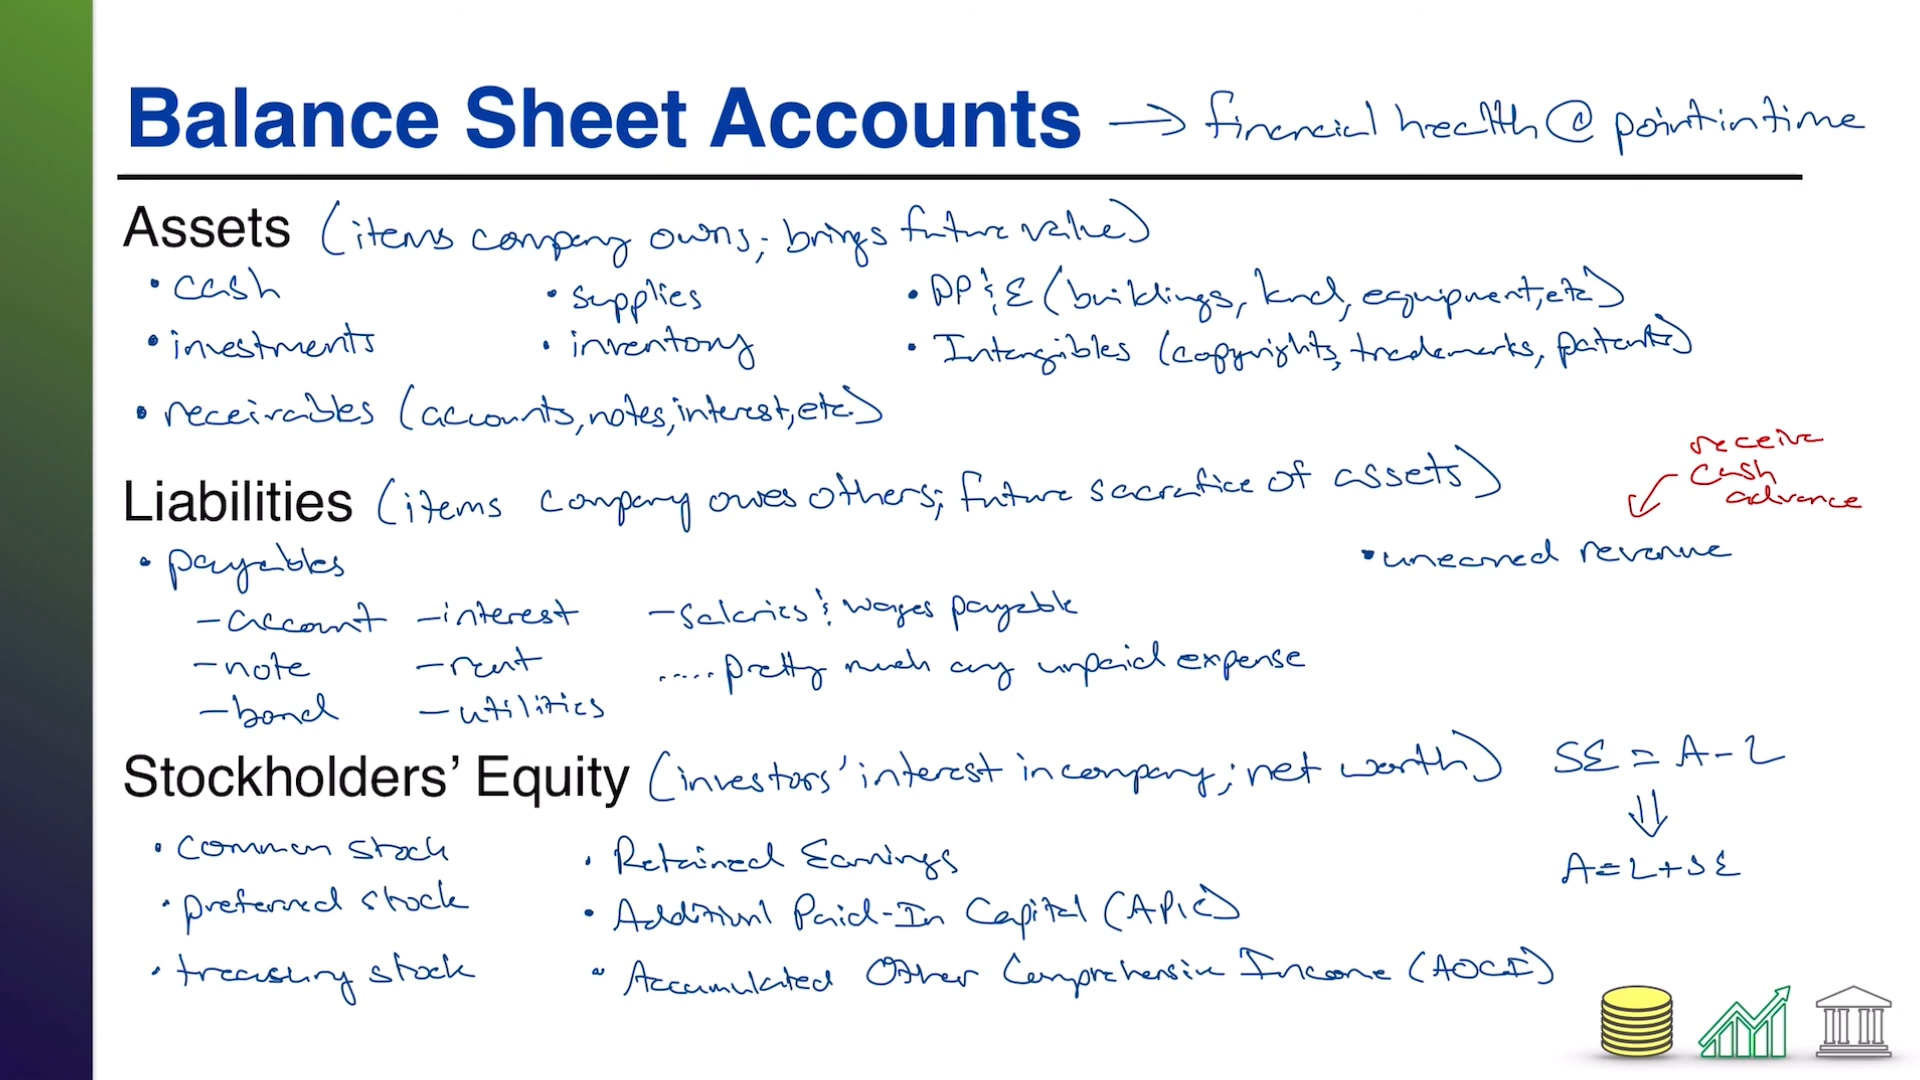 Balance Sheet Accounts → financial health @ point in time
Assets (items company owns; brings future value)
• cash • supplies • PP&E (buildings, land, equipment, etc)
• investments • inventory • Intangibles (copyrights, trademarks, patents)
• receivables (accounts, notes, interest, etc.)
receive
cash
advance
Liabilities (items company owes others; future sacrafice of assets)
• payables • unearned revenue
- account - interest - salaries & wages payable
- note - rent ..... pretty much any unpaid expense
- bond - utilities
Stockholders’ Equity (investors' interest in company; net worth) SE = A - L
⇓
• common stock • Retained Earnings A = L + SE
• preferred stock • Additional Paid-In Capital (APIC)
• treasury stock • Accumulated Other Comprehensive Income (AOCI)